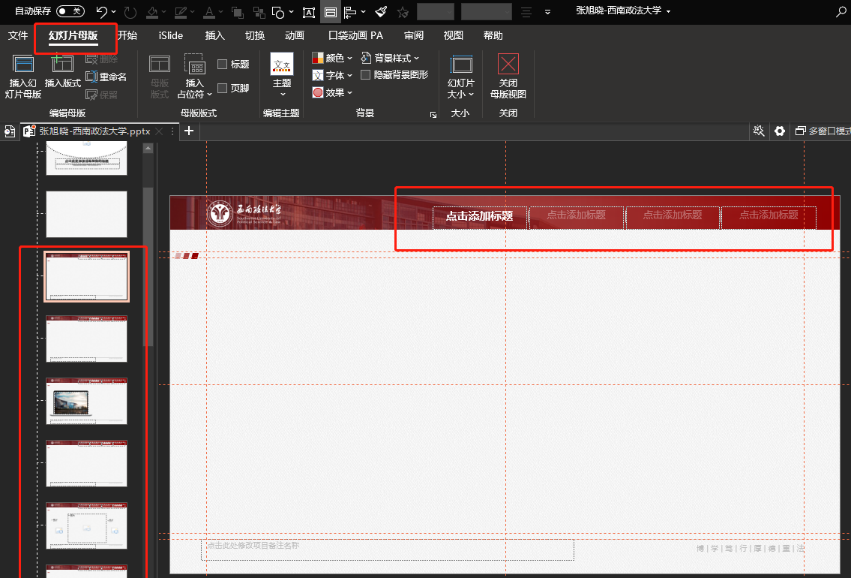 自动保存 关 张旭晓-西南政法大学
文件 幻灯片母版 开始 iSlide 插入 切换 动画 口袋动画 PA 审阅 视图 帮助
插入幻灯片母版
插入版式
删除
重命名
保留
编辑母版
母版版式
插入占位符
标题
页脚
母版版式
主题
编辑主题
颜色
字体
效果
背景样式
隐藏背景图形
背景
幻灯片大小
大小
关闭母版视图
关闭
张旭晓-西南政法大学.pptx
多窗口模式
西南政法大学
点击添加标题 点击添加标题 点击添加标题 点击添加标题
点击此处修改项目备注名称
博|学|笃|行|厚|德|重|法